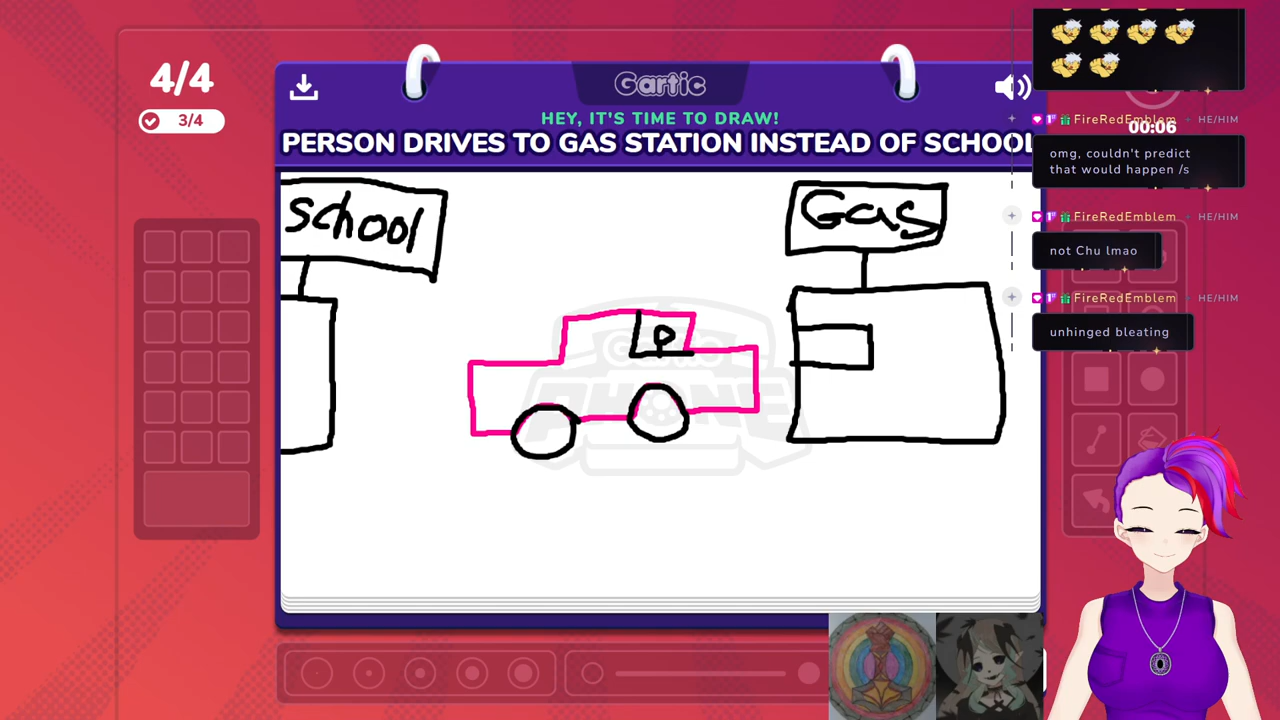 4/4
3/4
Gartic
HEY, IT'S TIME TO DRAW!
PERSON DRIVES TO GAS STATION INSTEAD OF SCHOOL
school
Gas
P
Gartic
PHONE
FireRedEmblem HE/HIM
00:06
omg, couldn't predict
that would happen /s
FireRedEmblem HE/HIM
not Chu lmao
FireRedEmblem HE/HIM
unhinged bleating